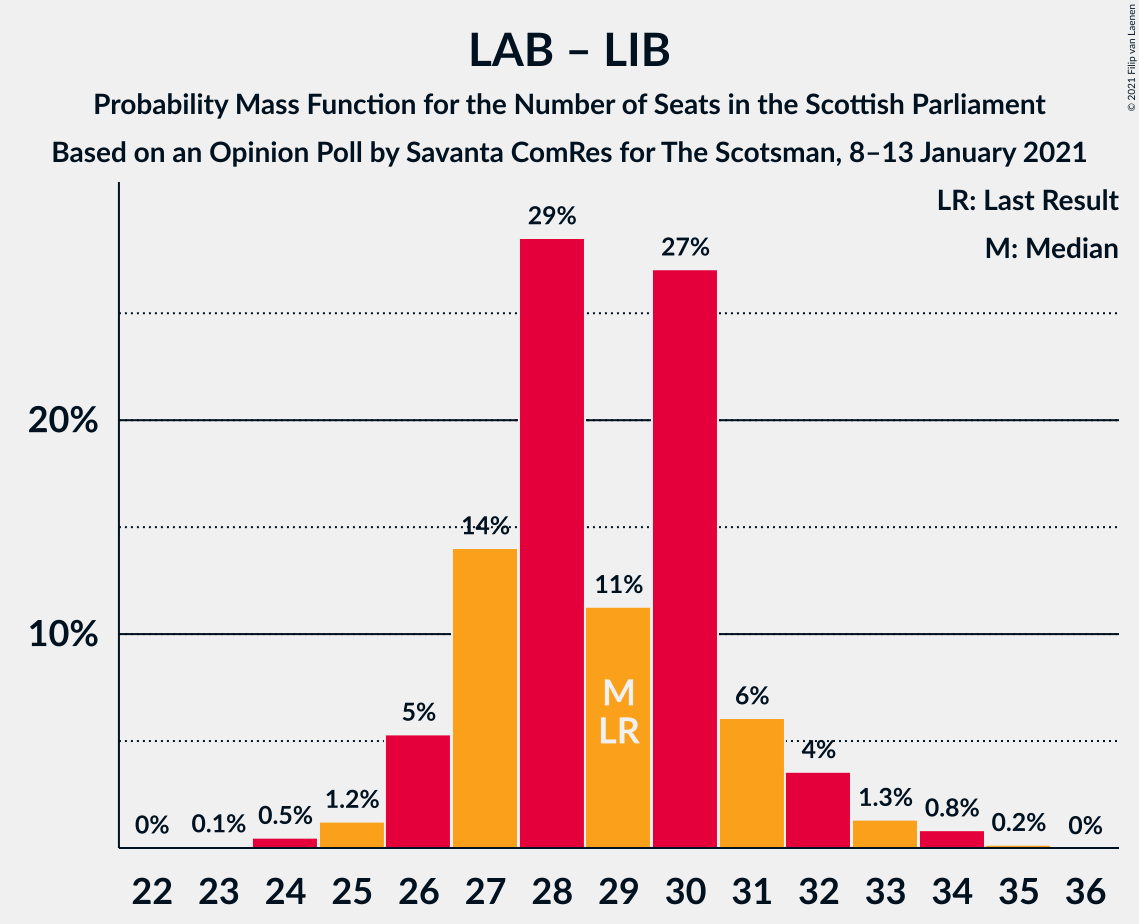 LAB – LIB
Probability Mass Function for the Number of Seats in the Scottish Parliament
Based on an Opinion Poll by Savanta ComRes for The Scotsman, 8–13 January 2021
© 2021 Filip van Laenen
LR: Last Result
M: Median
20%
10%
0%
0.1%
0.5%
1.2%
5%
14%
29%
11%
27%
6%
4%
1.3%
0.8%
0.2%
0%
M
LR
22 23 24 25 26 27 28 29 30 31 32 33 34 35 36